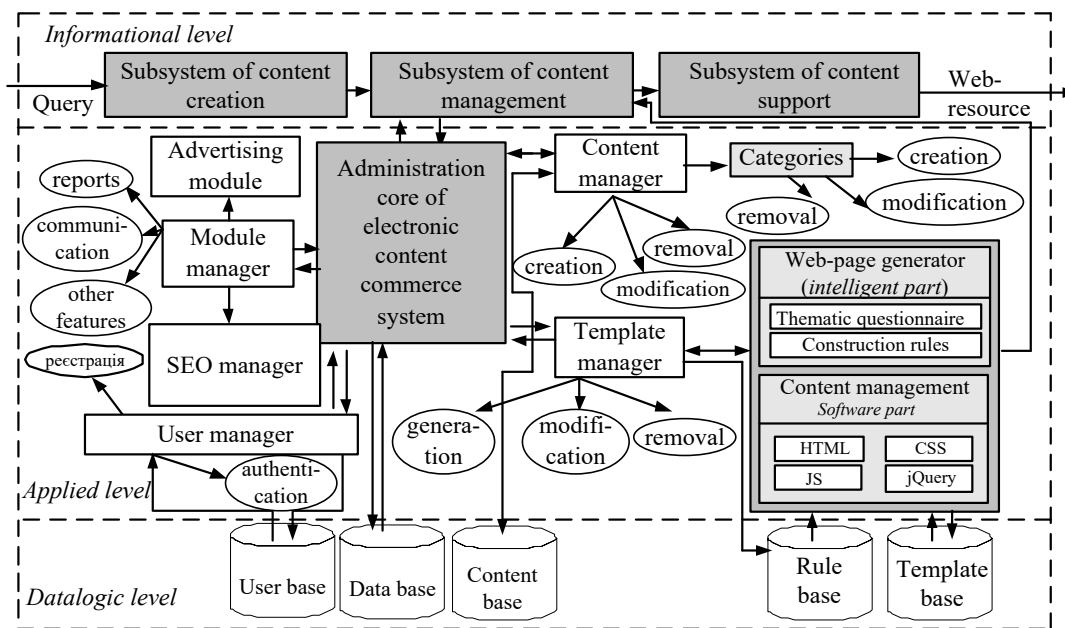 Informational level
Subsystem of content
creation
Subsystem of content
management
Subsystem of content
support
Query
Web-
resource
Advertising
module
reports
communi-
cation
other
features
Module
manager
SEO manager
реєстрація
User manager
authenti-
cation
Applied level
Administration
core of
electronic
content
commerce
system
Content
manager
creation
removal
modification
Categories
creation
modification
removal
Template
manager
genera-
tion
modifi-
cation
removal
Web-page generator
(intelligent part)
Thematic questionnaire
Construction rules
Content management
Software part
HTML
CSS
JS
jQuery
Datalogic level
User base
Data base
Content
base
Rule
base
Template
base